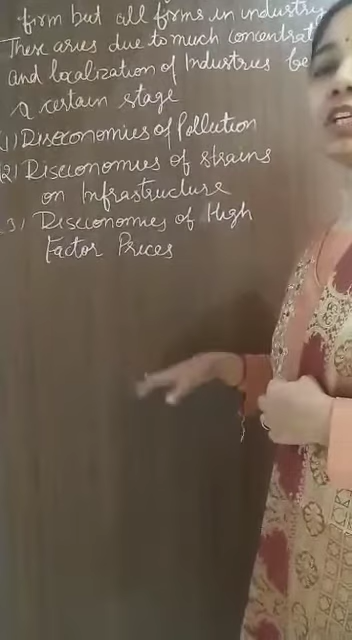 firm but all firms in industry
These aries due to much concentrat
and localization of Industries be
a certain stage
(1) Diseconomies of Pollution
(2) Diseconomies of strains
on Infrastructure
3) Diseconomies of High
Factor Prices